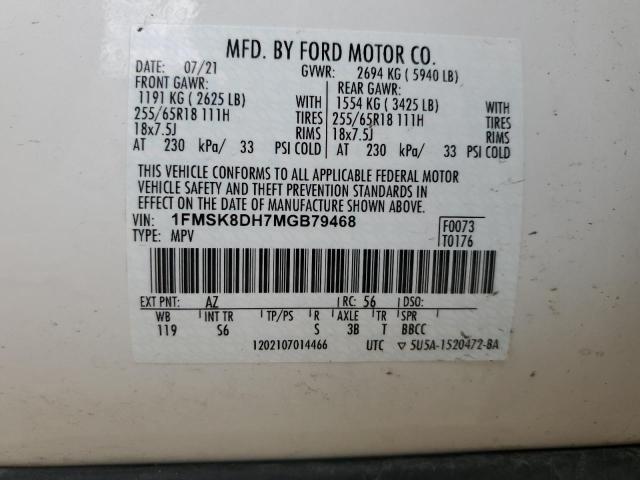 MFD. BY FORD MOTOR CO.
DATE: 07/21 GVWR: 2694 KG ( 5940 LB)
FRONT GAWR: REAR GAWR:
1191 KG ( 2625 LB) WITH 1554 KG ( 3425 LB) WITH
255/65R18 111H TIRES 255/65R18 111H TIRES
18x7.5J RIMS 18x7.5J RIMS
AT 230 kPa/ 33 PSI COLD AT 230 kPa/ 33 PSI COLD
THIS VEHICLE CONFORMS TO ALL APPLICABLE FEDERAL MOTOR
VEHICLE SAFETY AND THEFT PREVENTION STANDARDS IN
EFFECT ON THE DATE OF MANUFACTURE SHOWN ABOVE.
VIN: 1FMSK8DH7MGB79468 F0073
TYPE: MPV T0176
EXT PNT: AZ RC: 56 DSO:
WB INT TR TP/PS R AXLE TR SPR
119 S6 S 3B T BBCC
1202107014466 UTC ▽ 5U5A-1520472-BA